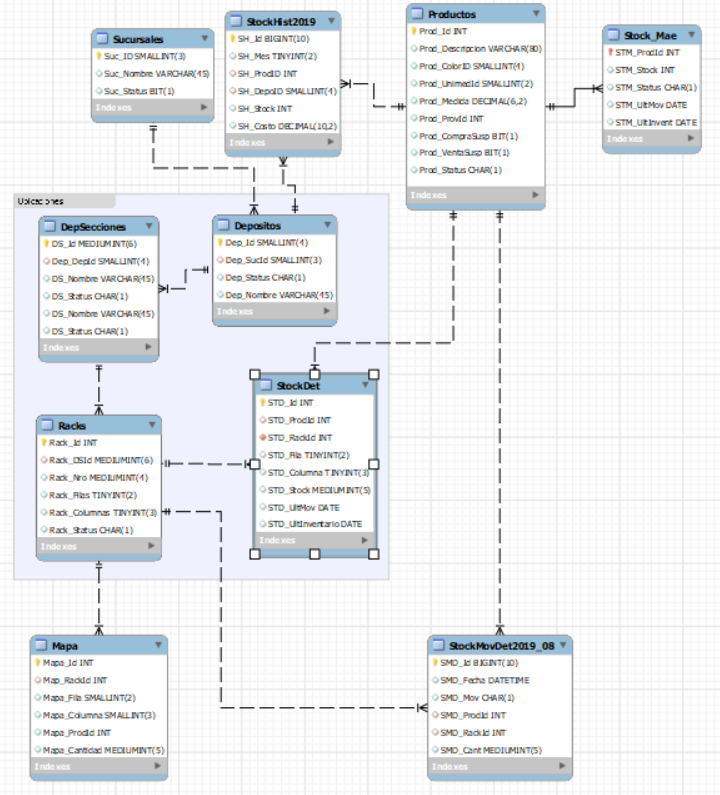 Sucursales
Suc_ID SMALLINT(3)
Suc_Nombre VARCHAR(45)
Suc_Status BIT(1)
Indexes
StockHist2019
SH_Id BIGINT(10)
SH_Mes TINYINT(2)
SH_ProdID INT
SH_DepoID SMALLINT(4)
SH_Stock INT
SH_Costo DECIMAL(10,2)
Indexes
Productos
Prod_Id INT
Prod_Descripcion VARCHAR(80)
Prod_ColorID SMALLINT(4)
Prod_UnimedId SMALLINT(2)
Prod_Medida DECIMAL(6,2)
Prod_ProvId INT
Prod_CompraSusp BIT(1)
Prod_VentaSusp BIT(1)
Prod_Status CHAR(1)
Indexes
Stock_Mae
STM_ProdId INT
STM_Stock INT
STM_Status CHAR(1)
STM_UltMov DATE
STM_UltInvent DATE
Indexes
Ubicaciones
DepSecciones
DS_Id MEDIUMINT(6)
Dep_DepId SMALLINT(4)
DS_Nombre VARCHAR(45)
DS_Status CHAR(1)
DS_Nombre VARCHAR(45)
DS_Status CHAR(1)
Indexes
Depositos
Dep_Id SMALLINT(4)
Dep_SucId SMALLINT(3)
Dep_Status CHAR(1)
Dep_Nombre VARCHAR(45)
Indexes
Racks
Rack_Id INT
Rack_DSId MEDIUMINT(6)
Rack_Nro MEDIUMINT(4)
Rack_Filas TINYINT(2)
Rack_Columnas TINYINT(3)
Rack_Status CHAR(1)
Indexes
StockDet
STD_Id INT
STD_ProdId INT
STD_RackId INT
STD_Fila TINYINT(2)
STD_Columna TINYINT(3)
STD_Stock MEDIUMINT(5)
STD_UltMov DATE
STD_UltInventario DATE
Indexes
Mapa
Mapa_Id INT
Map_RackId INT
Mapa_Fila SMALLINT(2)
Mapa_Columna SMALLINT(3)
Mapa_ProdId INT
Mapa_Cantidad MEDIUMINT(5)
Indexes
StockMovDet2019_08
SMD_Id BIGINT(10)
SMD_Fecha DATETIME
SMD_Mov CHAR(1)
SMD_ProdId INT
SMD_RackId INT
SMD_Cant MEDIUMINT(5)
Indexes